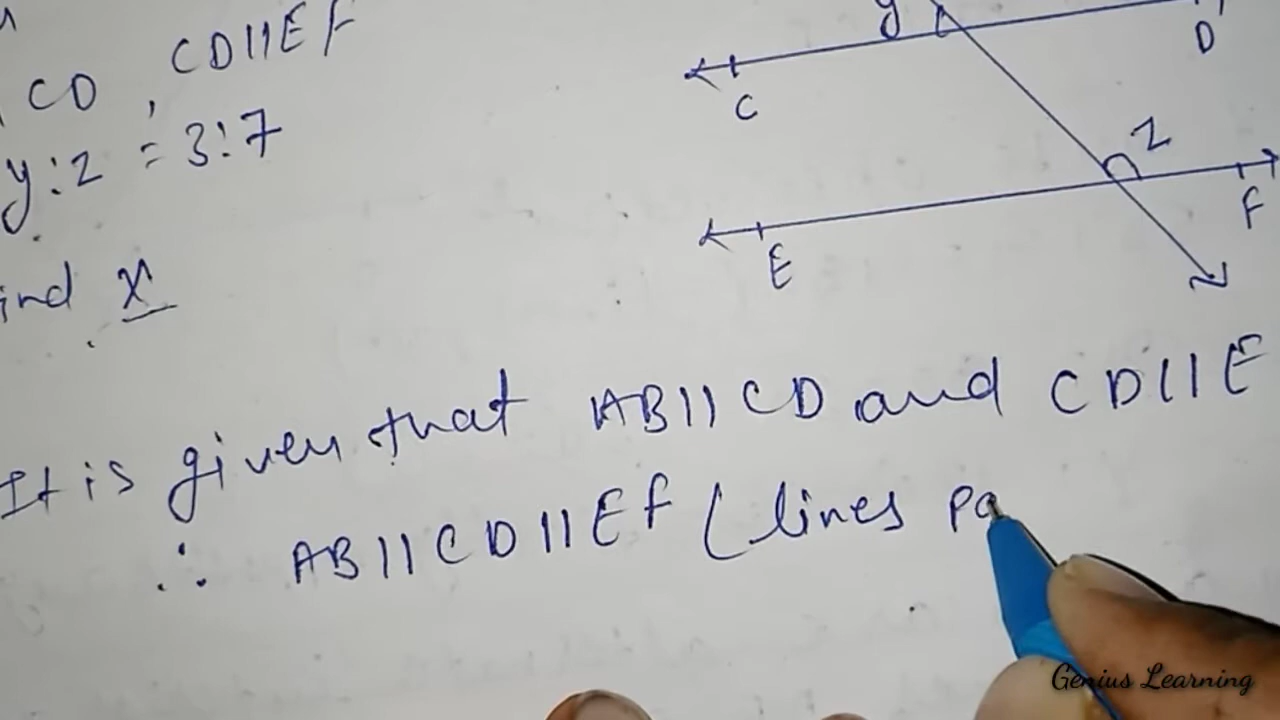 CD, CD||EF
y:z = 3:7
ind x
y
D
C
z
F
E
It is given that AB||CD and CD||E
∴ AB||CD||EF (lines pa
Genius Learning